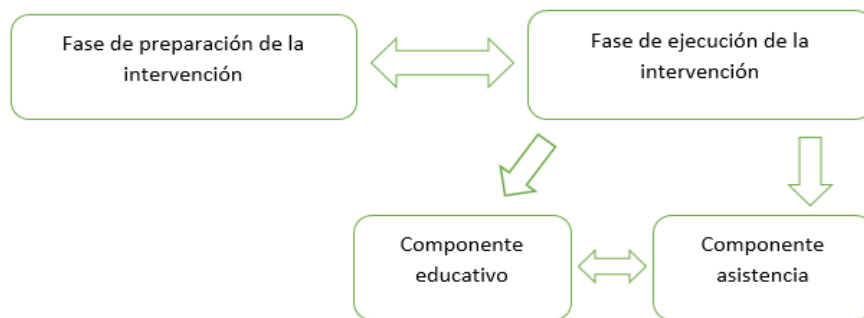 Fase de preparación de la
intervención
Fase de ejecución de la
intervención
Componente
educativo
Componente
asistencia